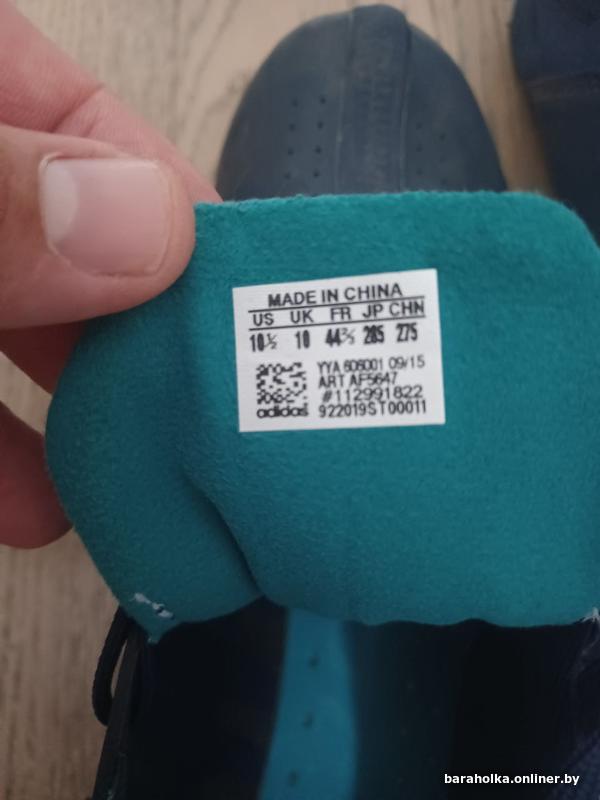 MADE IN CHINA
US UK FR JP CHN
10½ 10 44⅔ 285 275
YYA 606001 09/15
ART AF5647
#112991822
adidas 922019ST00011
baraholka.onliner.by